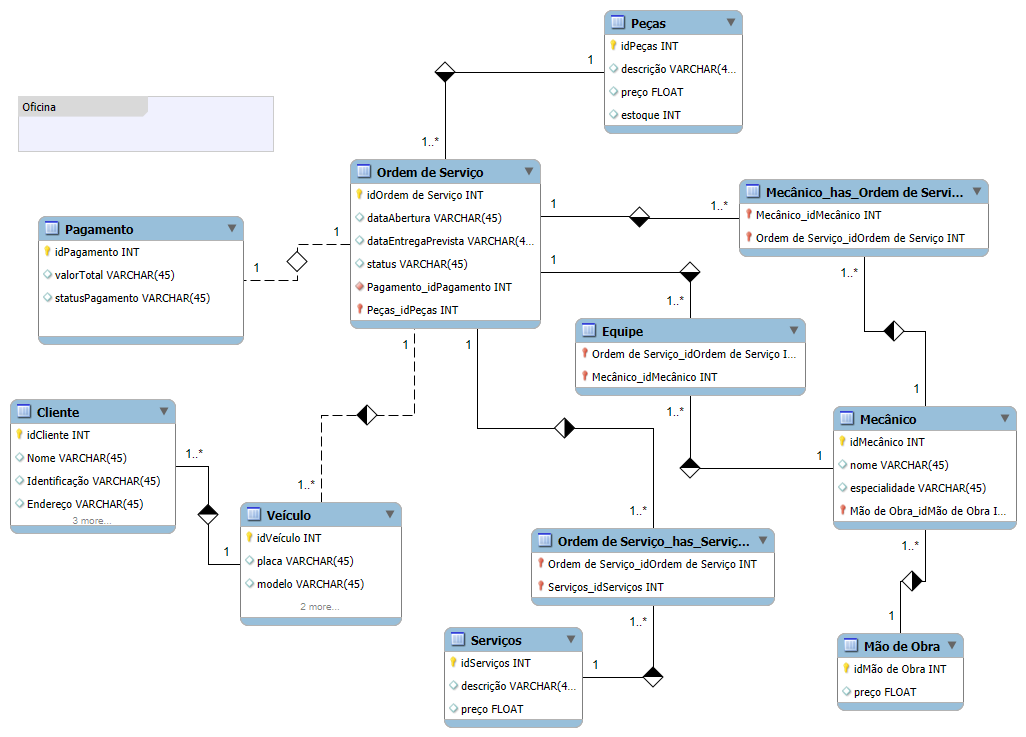 Oficina
Peças
idPeças INT
descrição VARCHAR(4...
preço FLOAT
estoque INT
1
1..*
Ordem de Serviço
idOrdem de Serviço INT
dataAbertura VARCHAR(45)
dataEntregaPrevista VARCHAR(4...
status VARCHAR(45)
Pagamento_idPagamento INT
Peças_idPeças INT
1
1..*
Mecânico_has_Ordem de Servi...
Mecânico_idMecânico INT
Ordem de Serviço_idOrdem de Serviço INT
1..*
1
Pagamento
idPagamento INT
valorTotal VARCHAR(45)
statusPagamento VARCHAR(45)
1
1
1
1..*
Equipe
Ordem de Serviço_idOrdem de Serviço I...
Mecânico_idMecânico INT
1..*
1
Mecânico
idMecânico INT
nome VARCHAR(45)
especialidade VARCHAR(45)
Mão de Obra_idMão de Obra I...
1..*
1
Mão de Obra
idMão de Obra INT
preço FLOAT
1
1..*
Cliente
idCliente INT
Nome VARCHAR(45)
Identificação VARCHAR(45)
Endereço VARCHAR(45)
3 more...
1..*
1
Veículo
idVeículo INT
placa VARCHAR(45)
modelo VARCHAR(45)
2 more...
1
1..*
Ordem de Serviço_has_Serviç...
Ordem de Serviço_idOrdem de Serviço INT
Serviços_idServiços INT
1..*
1
Serviços
idServiços INT
descrição VARCHAR(4...
preço FLOAT